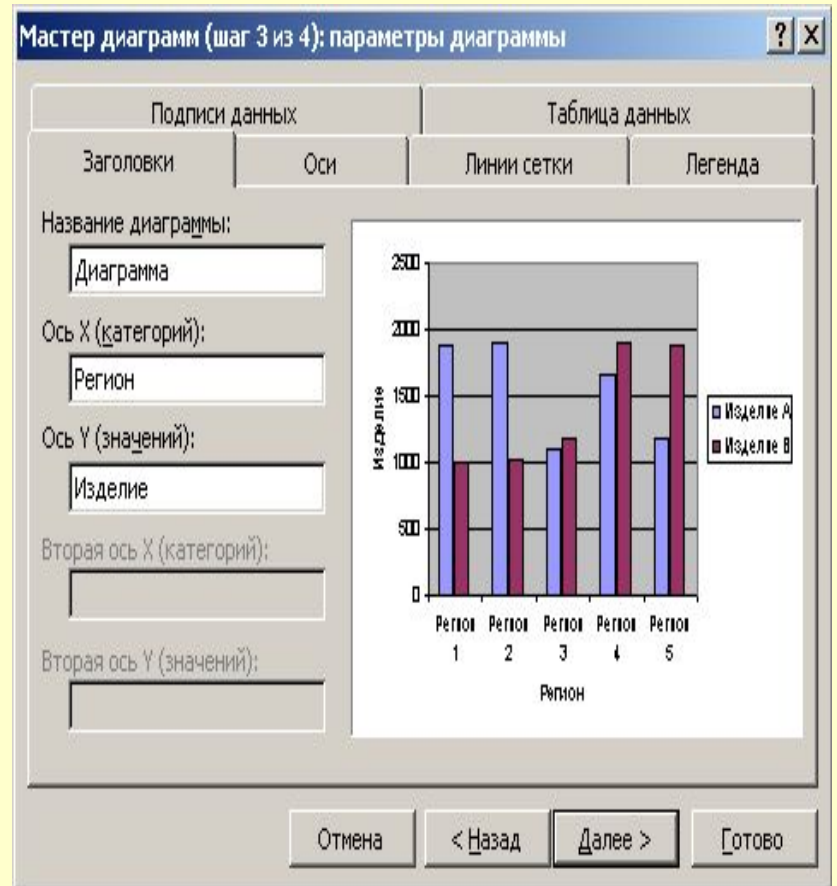 Мастер диаграмм (шаг 3 из 4): параметры диаграммы
Подписи данных
Таблица данных
Заголовки
Оси
Линии сетки
Легенда
Название диаграммы:
Диаграмма
Ось X (категорий):
Регион
Ось Y (значений):
Изделие
Вторая ось X (категорий):
Вторая ось Y (значений):
2500
2000
1500
1000
500
0
Изделие
Регион 1
Регион 2
Регион 3
Регион 4
Регион 5
Регион
Изделие A
Изделие B
Отмена
< Назад
Далее >
Готово